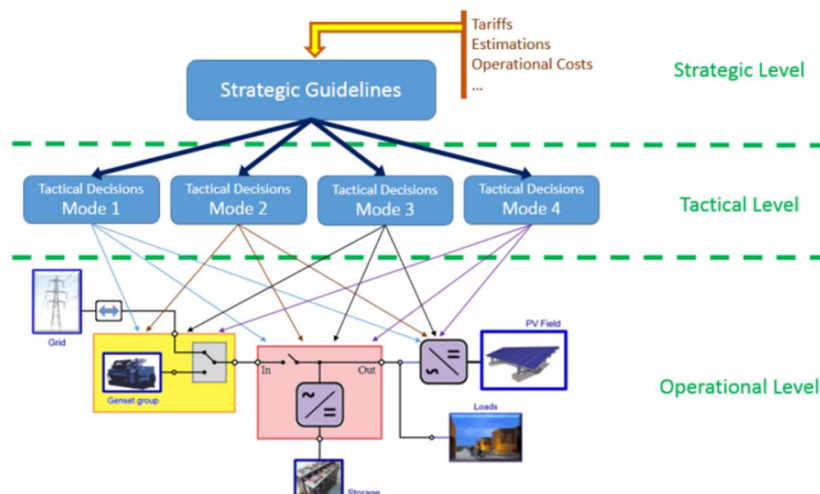 Tariffs
Estimations
Operational Costs
...
Strategic Guidelines
Strategic Level
Tactical Decisions
Mode 1
Tactical Decisions
Mode 2
Tactical Decisions
Mode 3
Tactical Decisions
Mode 4
Tactical Level
Grid
PV Field
In
Out
Genset group
Operational Level
Loads
Storage